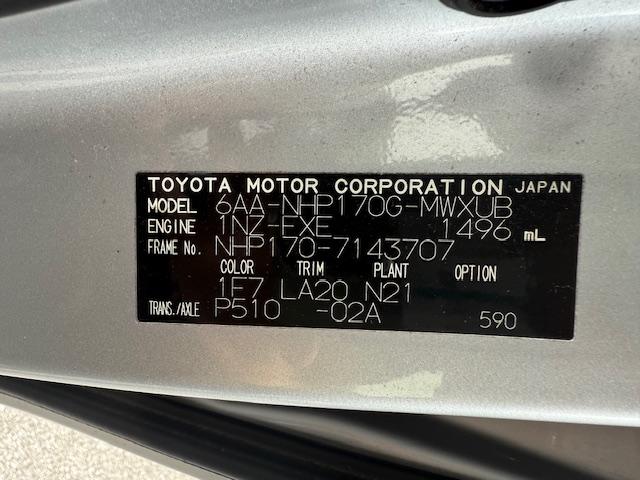 TOYOTA MOTOR CORPORATION JAPAN
MODEL 6AA-NHP170G-MWXUB
ENGINE 1NZ-EXE 1496 mL
FRAME No. NHP170-7143707
COLOR TRIM PLANT OPTION
1F7 LA20 N21
TRANS./AXLE P510 -02A 590